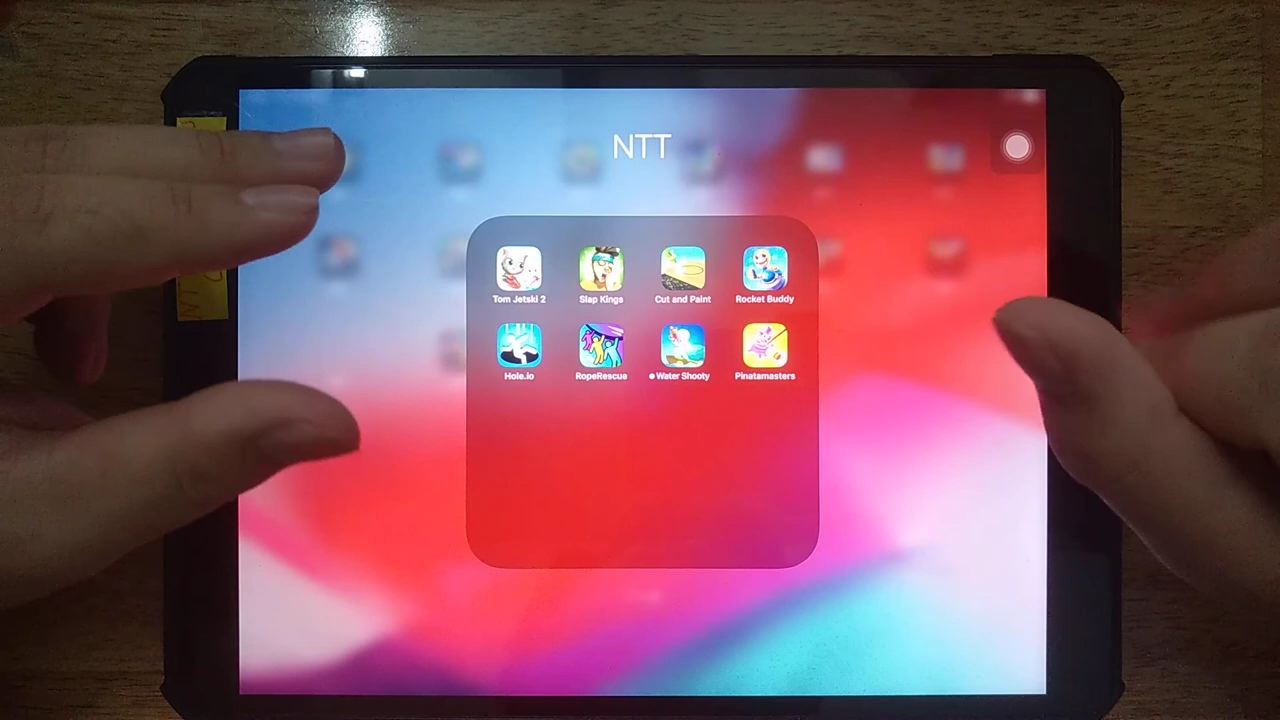 NTT
Tom Jetski 2 Slap Kings Cut and Paint Rocket Buddy
Hole.io RopeRescue Water Shooty Pinatamasters